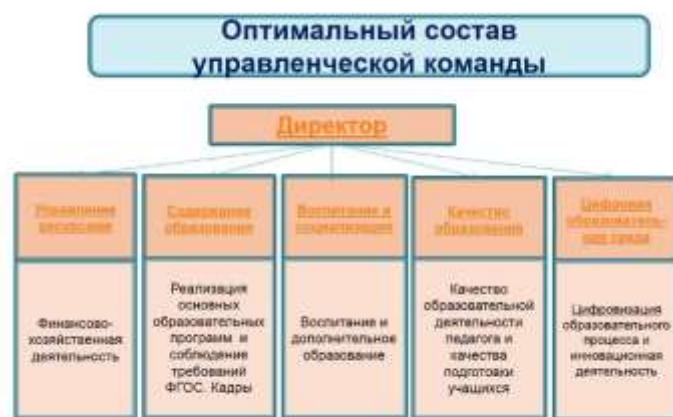 Оптимальный состав
управленческой команды
Директор
Управление
ресурсами
Содержание
образования
Воспитание и
социализация
Качество
образования
Цифровая
образователь-
ная среда
Финансово-
хозяйственная
деятельность
Реализация
основных
образовательных
программ и
соблюдение
требований
ФГОС. Кадры
Воспитание и
дополнительное
образование
Качество
образовательной
деятельности
педагога и
качества
подготовки
учащихся
Цифровизация
образовательного
процесса и
инновационная
деятельность